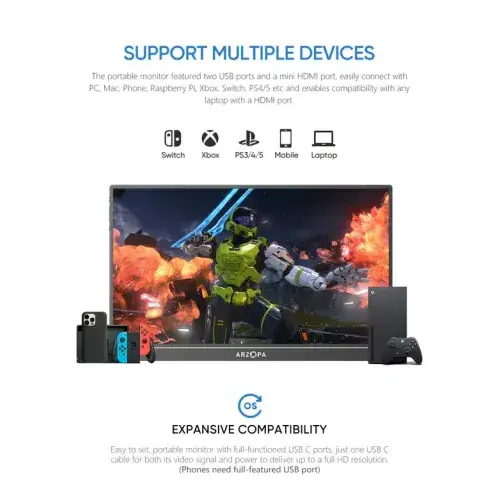 SUPPORT MULTIPLE DEVICES
The portable monitor featured two USB ports and a mini HDMI port, easily connect with
PC, Mac, Phone, Raspberry Pi, Xbox, Switch, PS4/5 etc and enables compatibility with any
laptop with a HDMI port
Switch Xbox PS3/4/5 Mobile Laptop
ARZOPA
OS
EXPANSIVE COMPATIBILITY
Easy to set, portable monitor with full-functioned USB C ports, just one USB C
cable for both its video signal and power to deliver up to a full HD resolution.
(Phones need full-featured USB port)